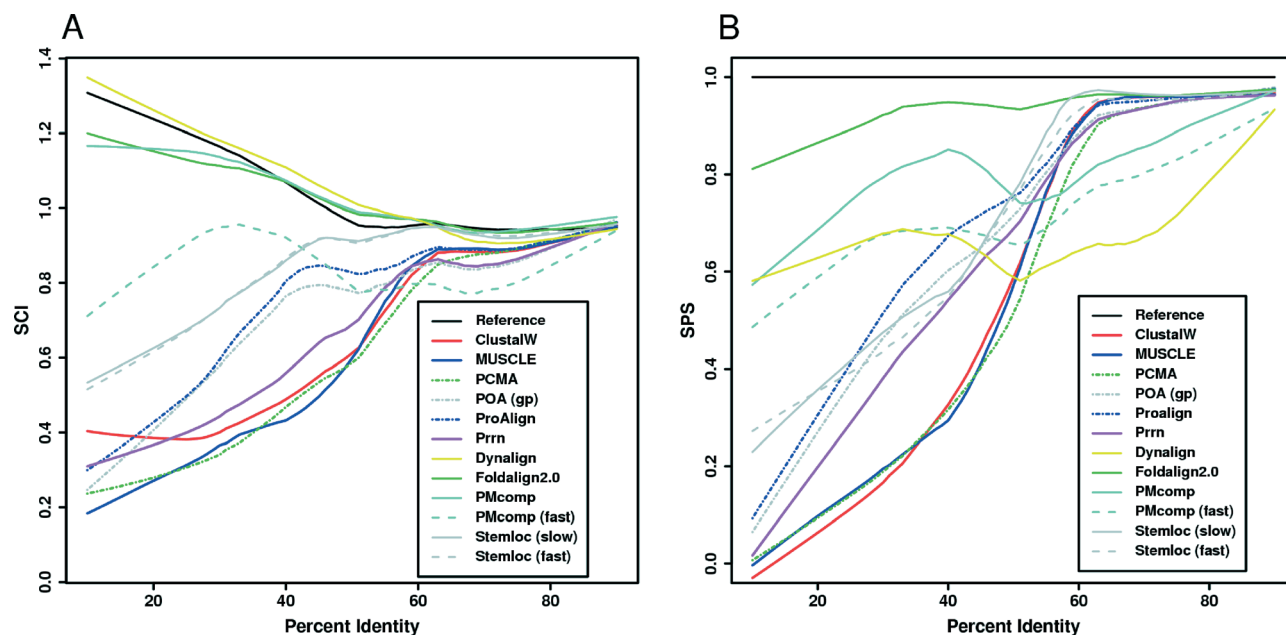 A
SCI
1.4
1.2
1.0
0.8
0.6
0.4
0.2
0.0
20
40
60
80
Percent Identity
Reference
ClustalW
MUSCLE
PCMA
POA (gp)
ProAlign
Prrn
Dynalign
Foldalign2.0
PMcomp
PMcomp (fast)
Stemloc (slow)
Stemloc (fast)
B
SPS
1.0
0.8
0.6
0.4
0.2
0.0
20
40
60
80
Percent Identity
Reference
ClustalW
MUSCLE
PCMA
POA (gp)
Proalign
Prrn
Dynalign
Foldalign2.0
PMcomp
PMcomp (fast)
Stemloc (slow)
Stemloc (fast)